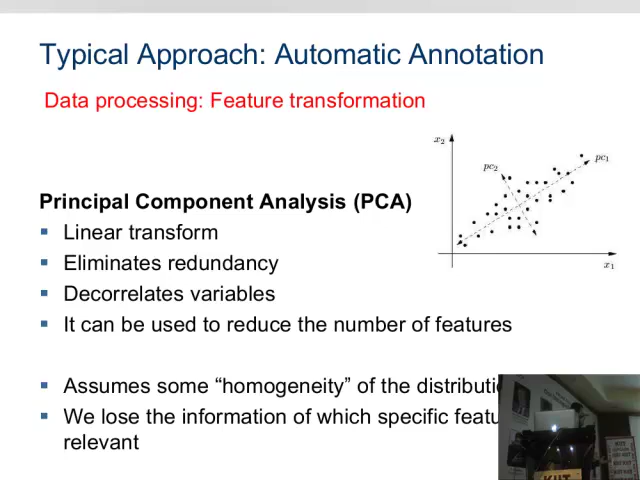 Typical Approach: Automatic Annotation
Data processing: Feature transformation
x₂
pc₂
pc₁
x₁
Principal Component Analysis (PCA)
Linear transform
Eliminates redundancy
Decorrelates variables
It can be used to reduce the number of features
Assumes some “homogeneity” of the distributio
We lose the information of which specific featu
relevant